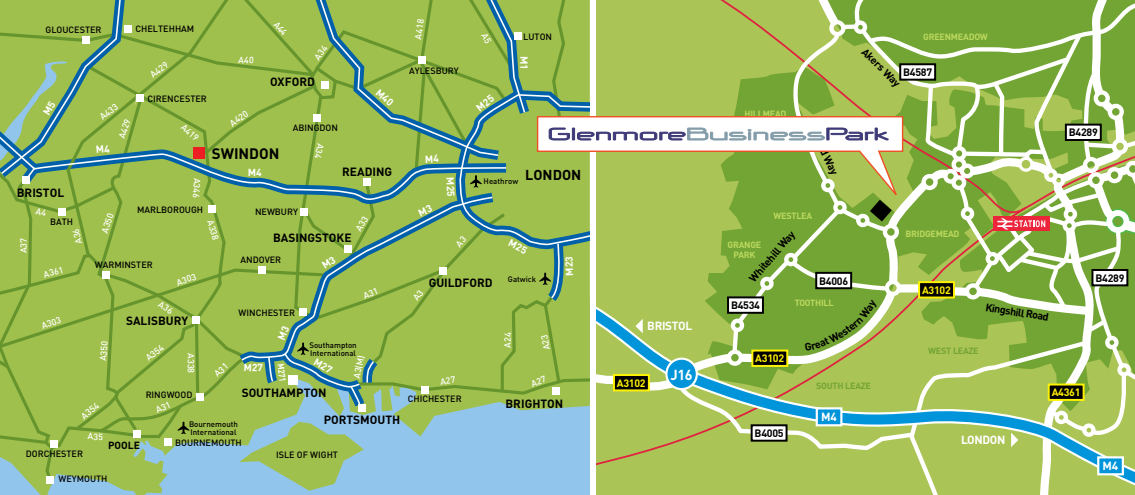 GLOUCESTER
CHELTENHAM
A44
A34
A418
A5
LUTON
M1
A429
A40
OXFORD
AYLESBURY
M5
A433
CIRENCESTER
M40
M25
A429
A419
A420
ABINGDON
A34
M4
SWINDON
M4
READING
M4
M25
Heathrow
LONDON
BRISTOL
A346
A4
BATH
A350
MARLBOROUGH
A338
NEWBURY
A33
M3
A37
A36
BASINGSTOKE
A3
M25
M23
A361
WARMINSTER
A303
ANDOVER
M3
GUILDFORD
Gatwick
A36
A31
A3
A303
SALISBURY
WINCHESTER
M3
A350
A354
A338
A31
Southampton
International
A24
A23
M27
M271
M27
A3(M)
A27
A27
RINGWOOD
SOUTHAMPTON
CHICHESTER
BRIGHTON
A354
A31
PORTSMOUTH
Bournemouth
International
A35
POOLE
BOURNEMOUTH
DORCHESTER
ISLE OF WIGHT
WEYMOUTH
GREENMEADOW
Akers Way
B4587
HILLMEAD
GlenmoreBusinessPark
B4289
d Way
WESTLEA
STATION
GRANGE
PARK
Whitehill Way
BRIDGEMEAD
B4006
A3102
B4289
B4534
TOOTHILL
Kingshill Road
BRISTOL
Great Western Way
WEST LEAZE
A3102
J16
A3102
SOUTH LEAZE
A4361
M4
B4005
LONDON
M4